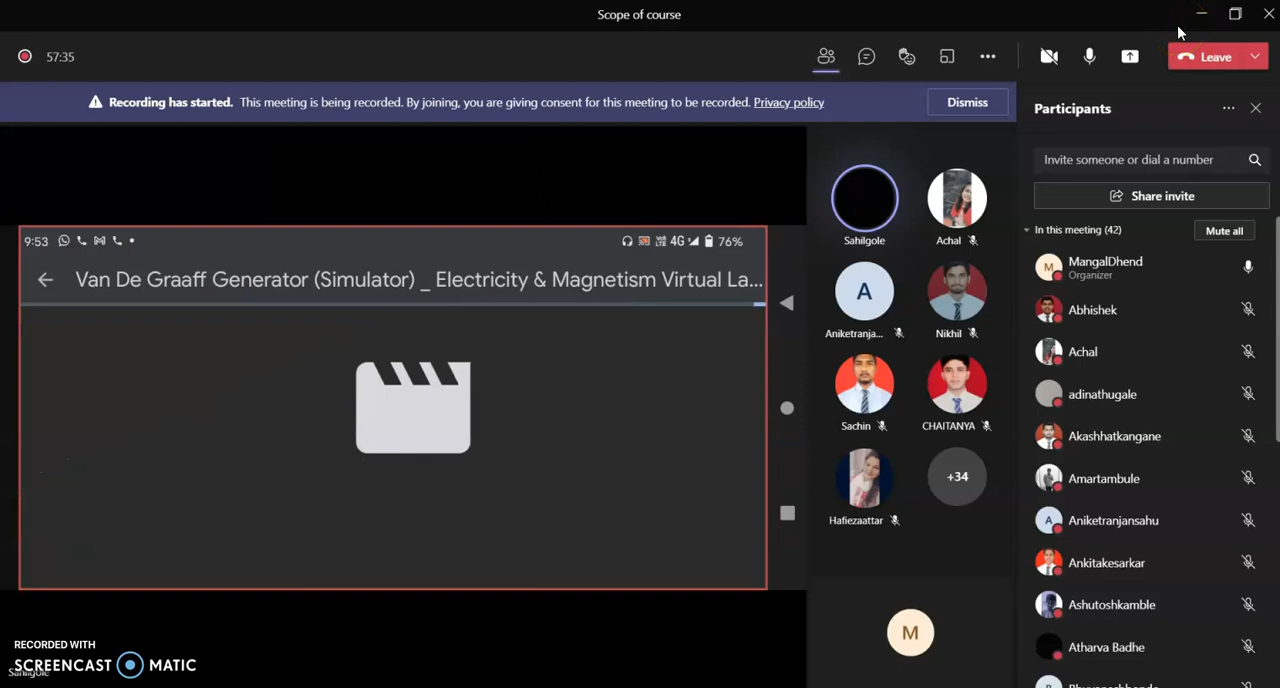 Scope of course
57:35
Leave
Recording has started. This meeting is being recorded. By joining, you are giving consent for this meeting to be recorded. Privacy policy
Dismiss
Participants
Invite someone or dial a number
Share invite
In this meeting (42)
Mute all
9:53
4G
76%
Van De Graaff Generator (Simulator) _ Electricity & Magnetism Virtual La...
Sahilgole
Achal
A
Aniketranja...
Nikhil
Sachin
CHAITANYA
Hafiezaattar
+34
M
M
MangalDhend
Organizer
Abhishek
Achal
adinathugale
Akashhatkangane
Amartambule
A
Aniketranjansahu
Ankitakesarkar
Ashutoshkamble
Atharva Badhe
RECORDED WITH
SCREENCAST MATIC
Sahilgole